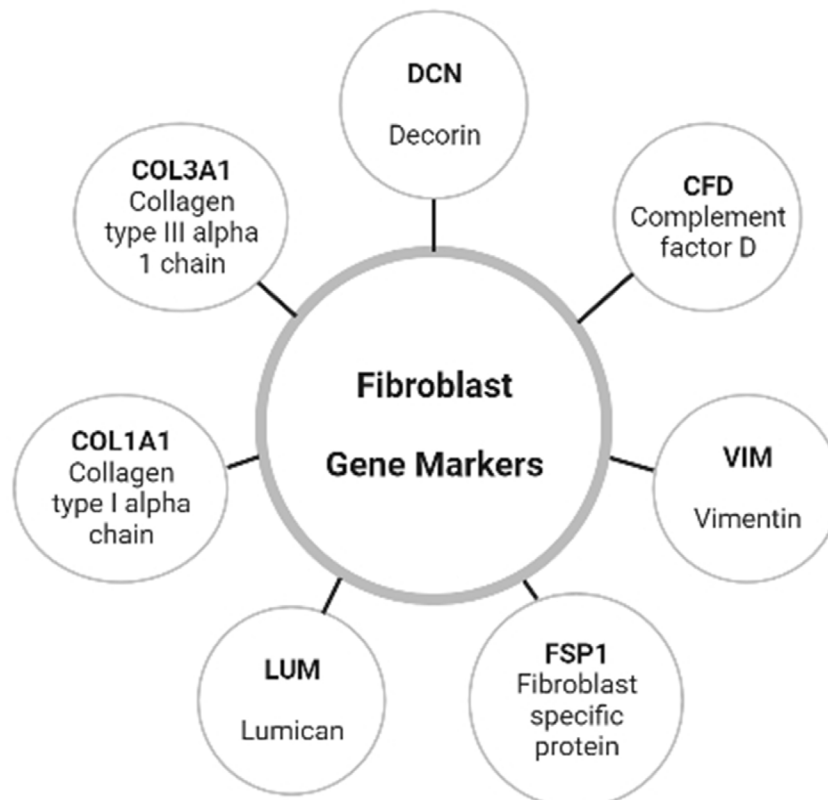 DCN
Decorin
COL3A1
Collagen
type III alpha
1 chain
CFD
Complement
factor D
Fibroblast
Gene Markers
COL1A1
Collagen
type I alpha
chain
VIM
Vimentin
LUM
Lumican
FSP1
Fibroblast
specific
protein